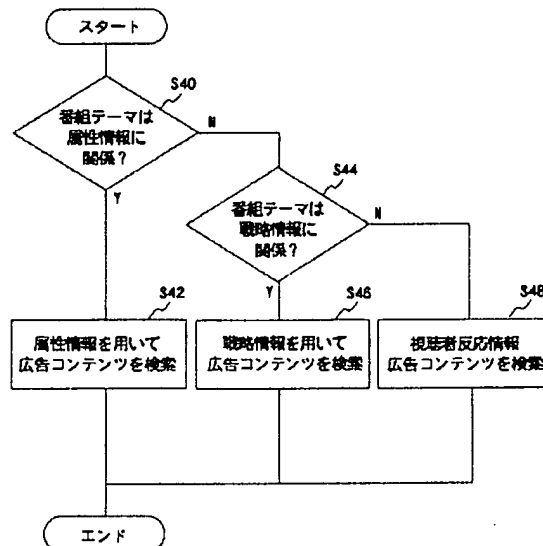 スタート
S40
番組テーマは
属性情報に
関係?
N
Y
S44
番組テーマは
戦略情報に
関係?
N
Y
S42
属性情報を用いて
広告コンテンツを検索
S46
戦略情報を用いて
広告コンテンツを検索
S48
視聴者反応情報
広告コンテンツを検索
エンド